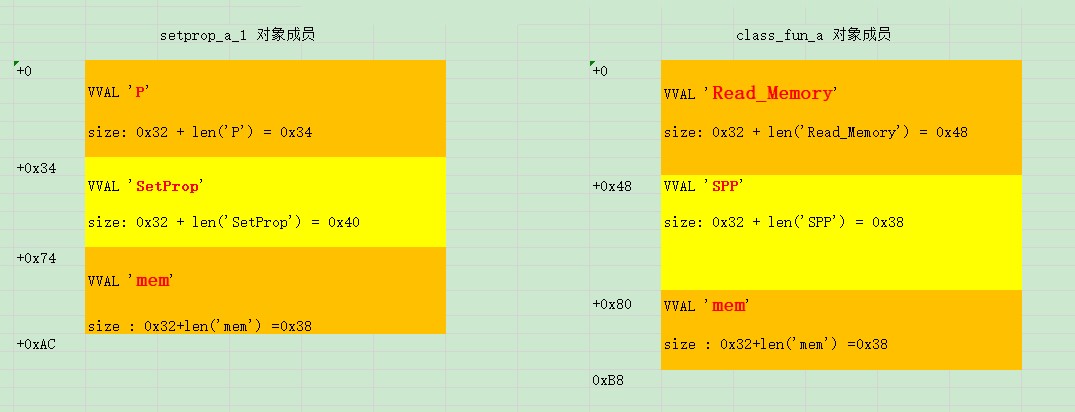 setprop_a_1 对象成员
+0
VVAL 'P'
size: 0x32 + len('P') = 0x34
+0x34
VVAL 'SetProp'
size: 0x32 + len('SetProp') = 0x40
+0x74
VVAL 'mem'
size : 0x32+len('mem') =0x38
+0xAC
class_fun_a 对象成员
+0
VVAL 'Read_Memory'
size: 0x32 + len('Read_Memory') = 0x48
+0x48
VVAL 'SPP'
size: 0x32 + len('SPP') = 0x38
+0x80
VVAL 'mem'
size : 0x32+len('mem') =0x38
0xB8